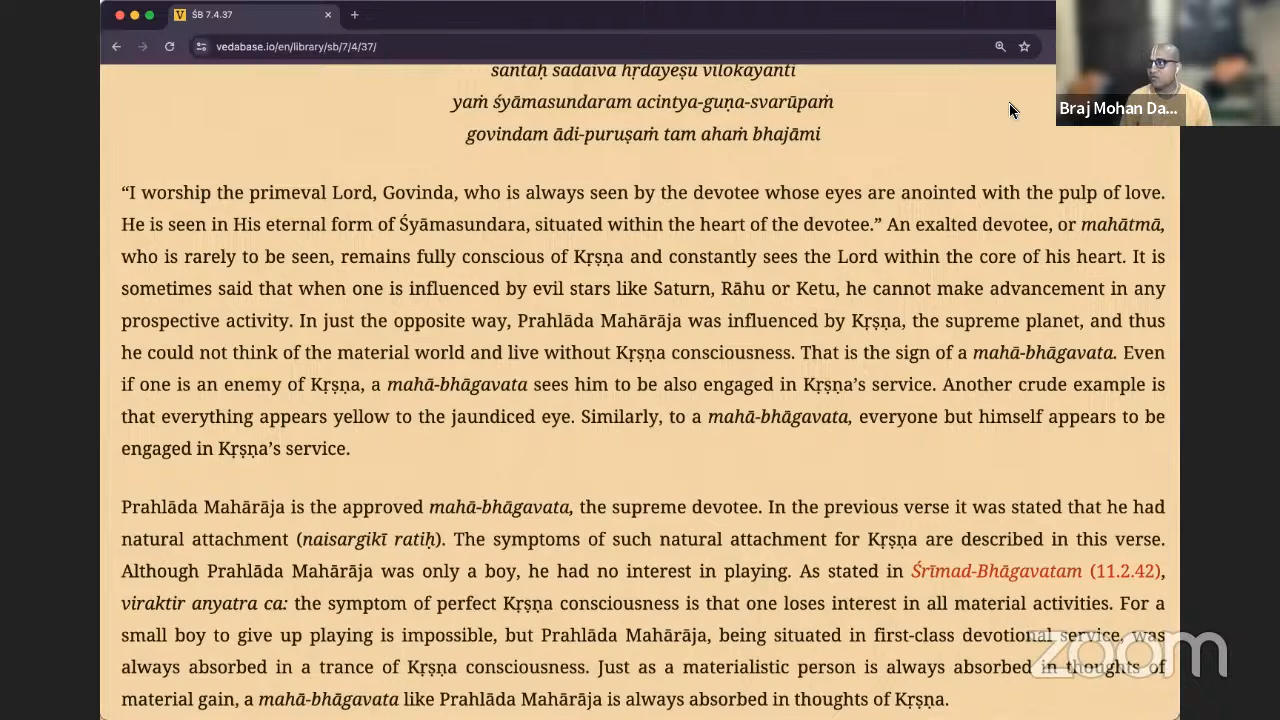 ŚB 7.4.37
vedabase.io/en/library/sb/7/4/37/
Braj Mohan Da...
santaḥ sadaiva hṛdayeṣu vilokayanti
yaṁ śyāmasundaram acintya-guṇa-svarūpaṁ
govindam ādi-puruṣaṁ tam ahaṁ bhajāmi
“I worship the primeval Lord, Govinda, who is always seen by the devotee whose eyes are anointed with the pulp of love.
He is seen in His eternal form of Śyāmasundara, situated within the heart of the devotee.” An exalted devotee, or mahātmā,
who is rarely to be seen, remains fully conscious of Kṛṣṇa and constantly sees the Lord within the core of his heart. It is
sometimes said that when one is influenced by evil stars like Saturn, Rāhu or Ketu, he cannot make advancement in any
prospective activity. In just the opposite way, Prahlāda Mahārāja was influenced by Kṛṣṇa, the supreme planet, and thus
he could not think of the material world and live without Kṛṣṇa consciousness. That is the sign of a mahā-bhāgavata. Even
if one is an enemy of Kṛṣṇa, a mahā-bhāgavata sees him to be also engaged in Kṛṣṇa’s service. Another crude example is
that everything appears yellow to the jaundiced eye. Similarly, to a mahā-bhāgavata, everyone but himself appears to be
engaged in Kṛṣṇa’s service.
Prahlāda Mahārāja is the approved mahā-bhāgavata, the supreme devotee. In the previous verse it was stated that he had
natural attachment (naisargikī ratiḥ). The symptoms of such natural attachment for Kṛṣṇa are described in this verse.
Although Prahlāda Mahārāja was only a boy, he had no interest in playing. As stated in Śrīmad-Bhāgavatam (11.2.42),
viraktir anyatra ca: the symptom of perfect Kṛṣṇa consciousness is that one loses interest in all material activities. For a
small boy to give up playing is impossible, but Prahlāda Mahārāja, being situated in first-class devotional service, was
always absorbed in a trance of Kṛṣṇa consciousness. Just as a materialistic person is always absorbed in thoughts of
material gain, a mahā-bhāgavata like Prahlāda Mahārāja is always absorbed in thoughts of Kṛṣṇa.
zoom